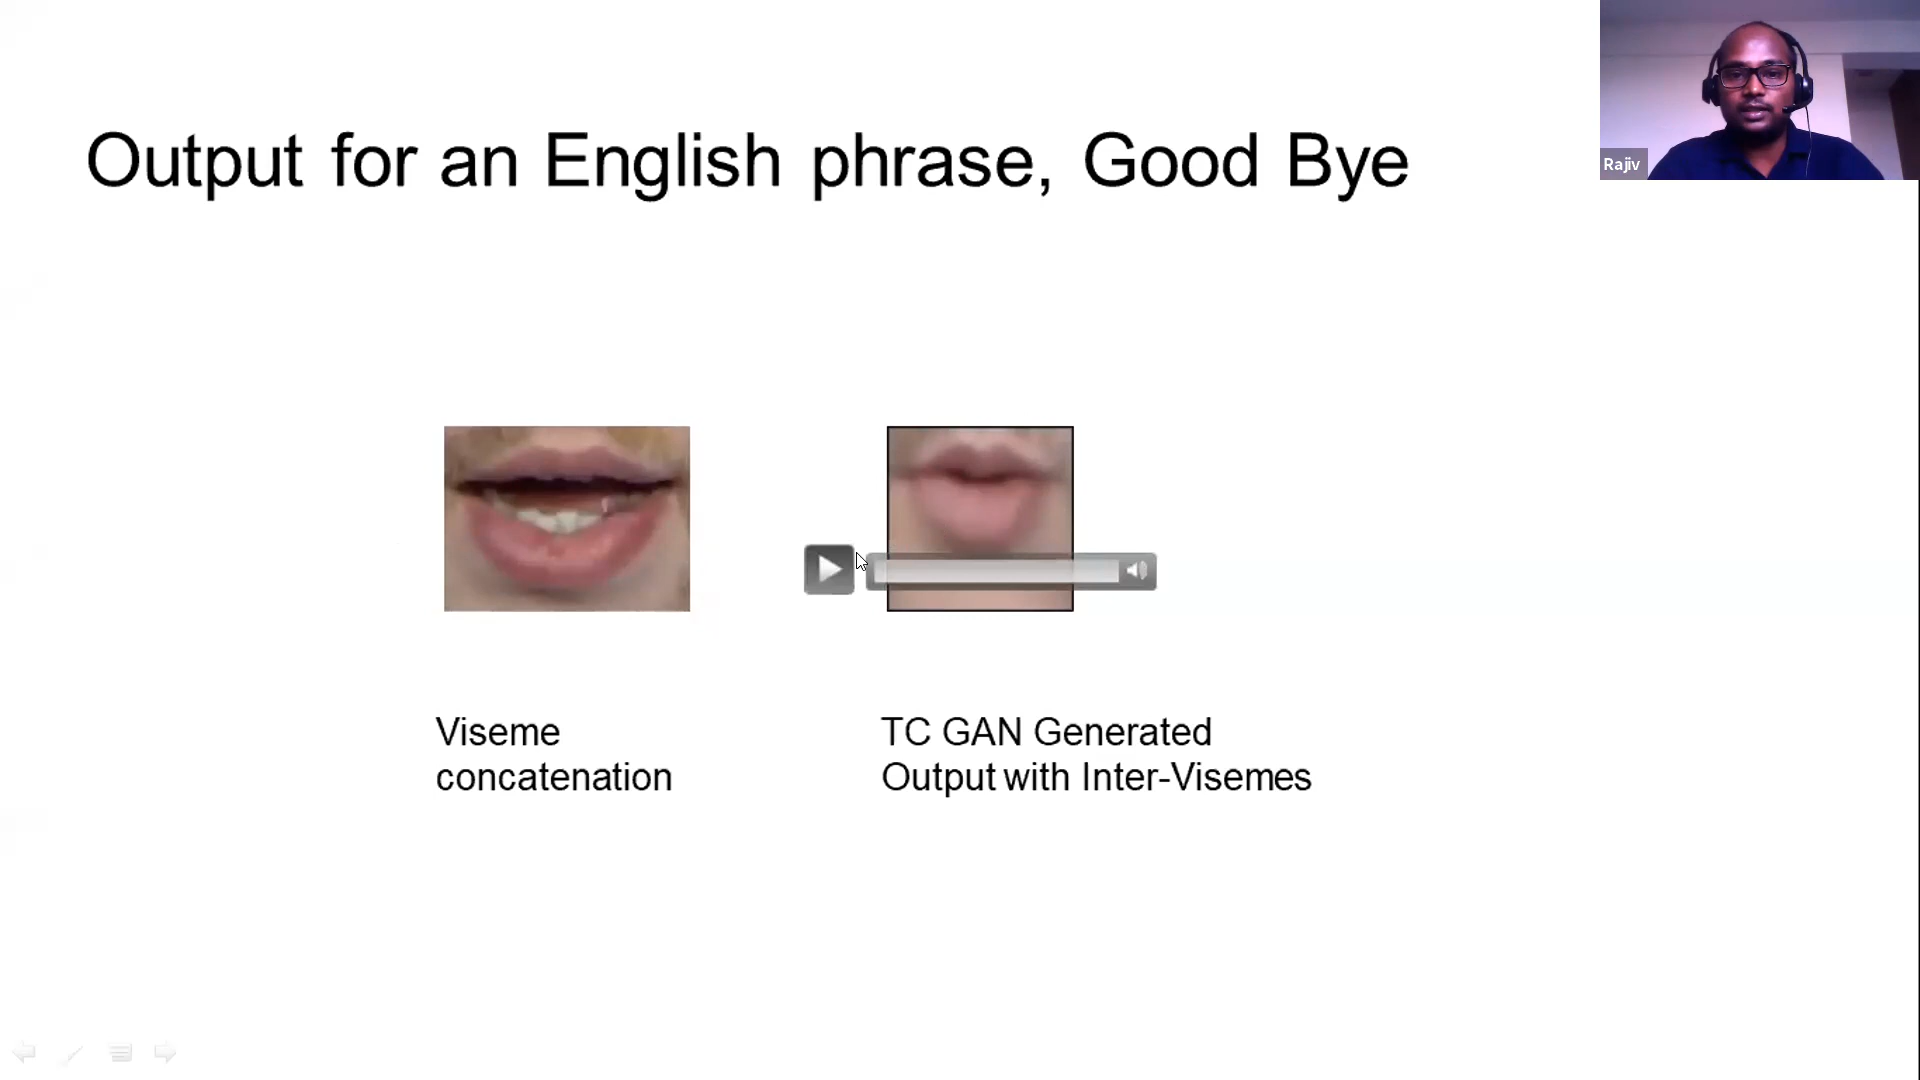 Output for an English phrase, Good Bye
Rajiv
Viseme
concatenation
TC GAN Generated
Output with Inter-Visemes